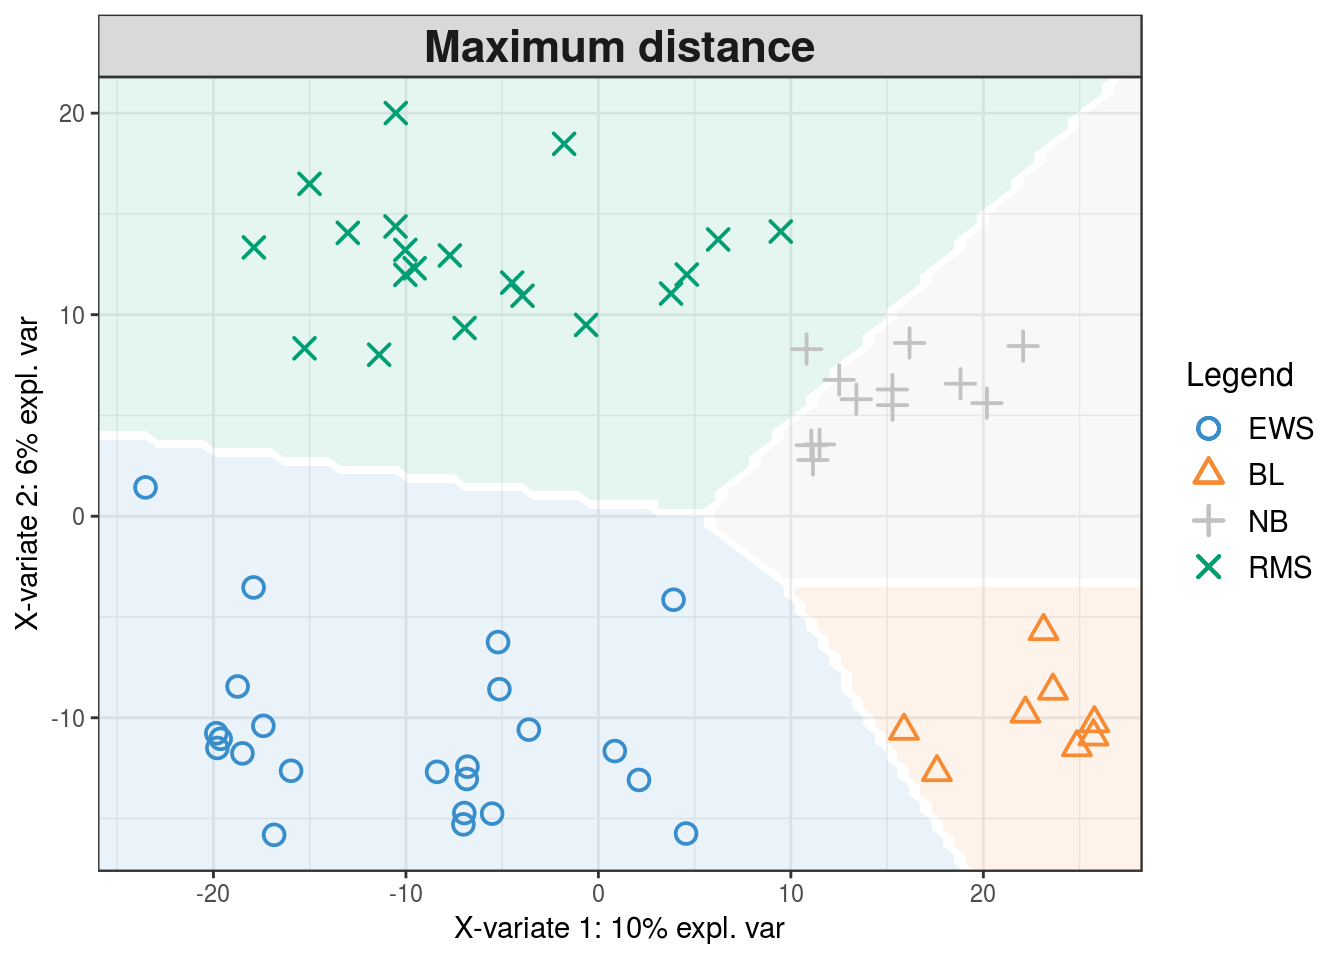 Maximum distance
20
10
0
-10
-20
-10
0
10
20
X-variate 1: 10% expl. var
X-variate 2: 6% expl. var
Legend
EWS
BL
NB
RMS